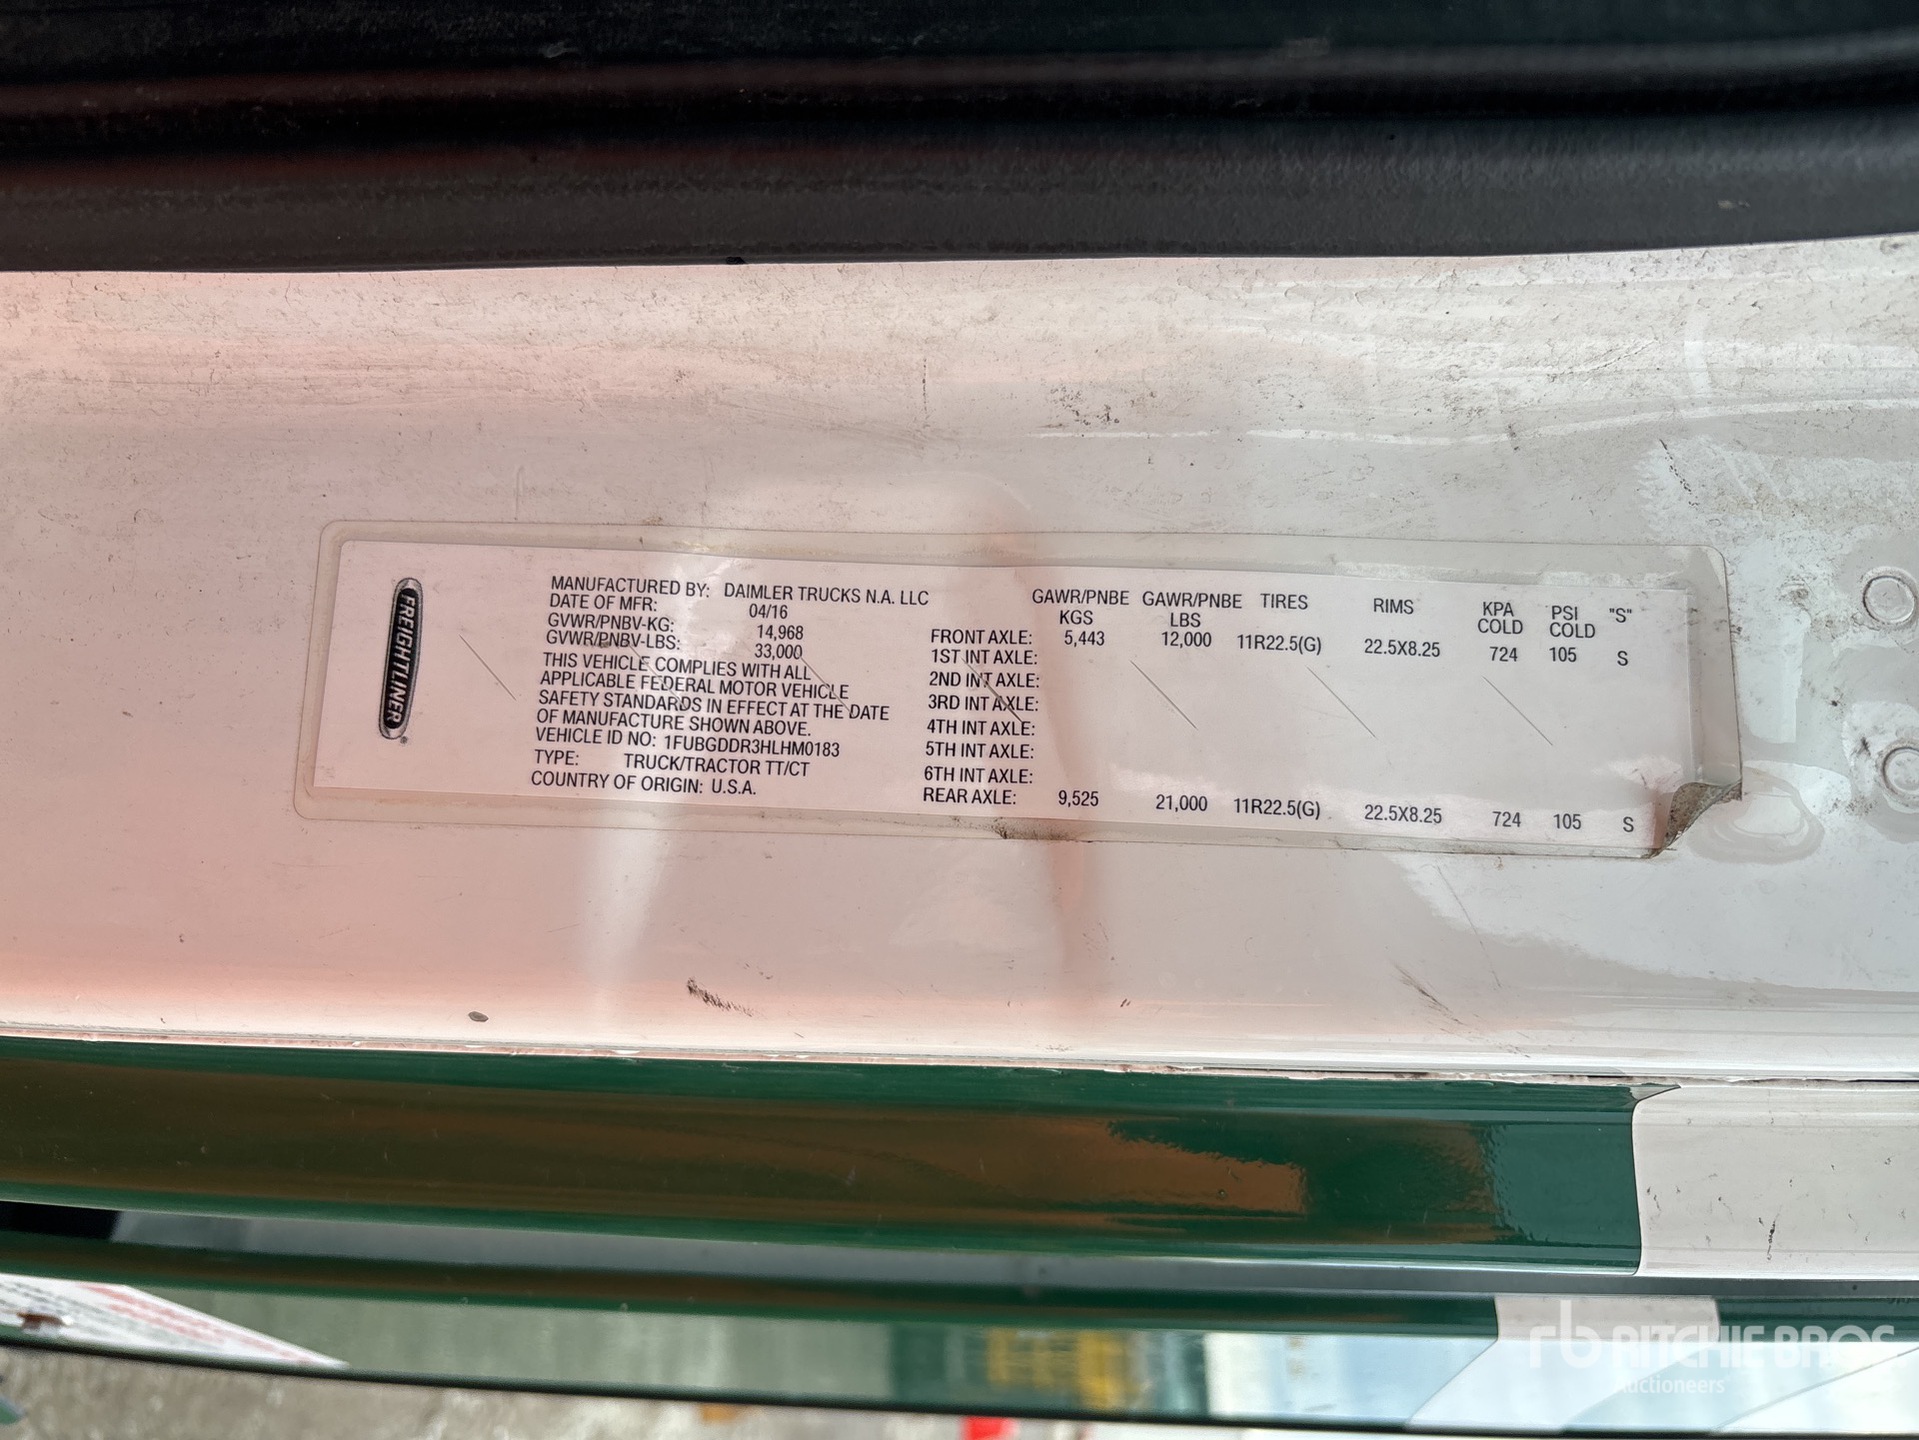 FREIGHTLINER
MANUFACTURED BY: DAIMLER TRUCKS N.A. LLC
DATE OF MFR: 04/16
GVWR/PNBV-KG: 14,968
GVWR/PNBV-LBS: 33,000
THIS VEHICLE COMPLIES WITH ALL
APPLICABLE FEDERAL MOTOR VEHICLE
SAFETY STANDARDS IN EFFECT AT THE DATE
OF MANUFACTURE SHOWN ABOVE.
VEHICLE ID NO: 1FUBGDDR3HLHM0183
TYPE: TRUCK/TRACTOR TT/CT
COUNTRY OF ORIGIN: U.S.A.
GAWR/PNBE KGS GAWR/PNBE LBS TIRES RIMS KPA COLD PSI COLD "S"
FRONT AXLE: 5,443 12,000 11R22.5(G) 22.5X8.25 724 105 S
1ST INT AXLE:
2ND INT AXLE:
3RD INT AXLE:
4TH INT AXLE:
5TH INT AXLE:
6TH INT AXLE:
REAR AXLE: 9,525 21,000 11R22.5(G) 22.5X8.25 724 105 S
rb RITCHIE BROS.
Auctioneers